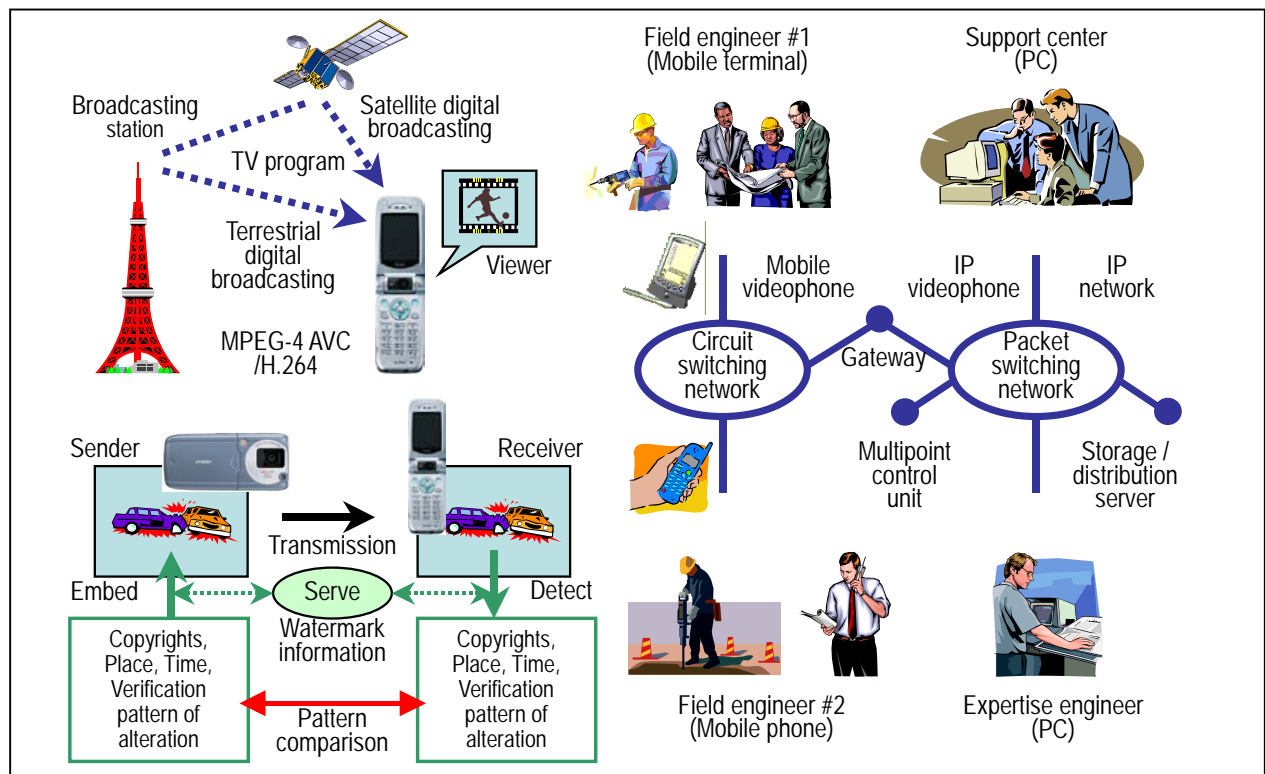 Broadcasting
station
Satellite digital
broadcasting
TV program
Terrestrial
digital
broadcasting
Viewer
MPEG-4 AVC
/H.264
Field engineer #1
(Mobile terminal)
Support center
(PC)
Mobile
videophone
IP
videophone
IP
network
Circuit
switching
network
Gateway
Packet
switching
network
Multipoint
control
unit
Storage /
distribution
server
Field engineer #2
(Mobile phone)
Expertise engineer
(PC)
Sender
Receiver
Transmission
Embed
Serve
Detect
Watermark
information
Copyrights,
Place, Time,
Verification
pattern of
alteration
Pattern
comparison
Copyrights,
Place, Time,
Verification
pattern of
alteration